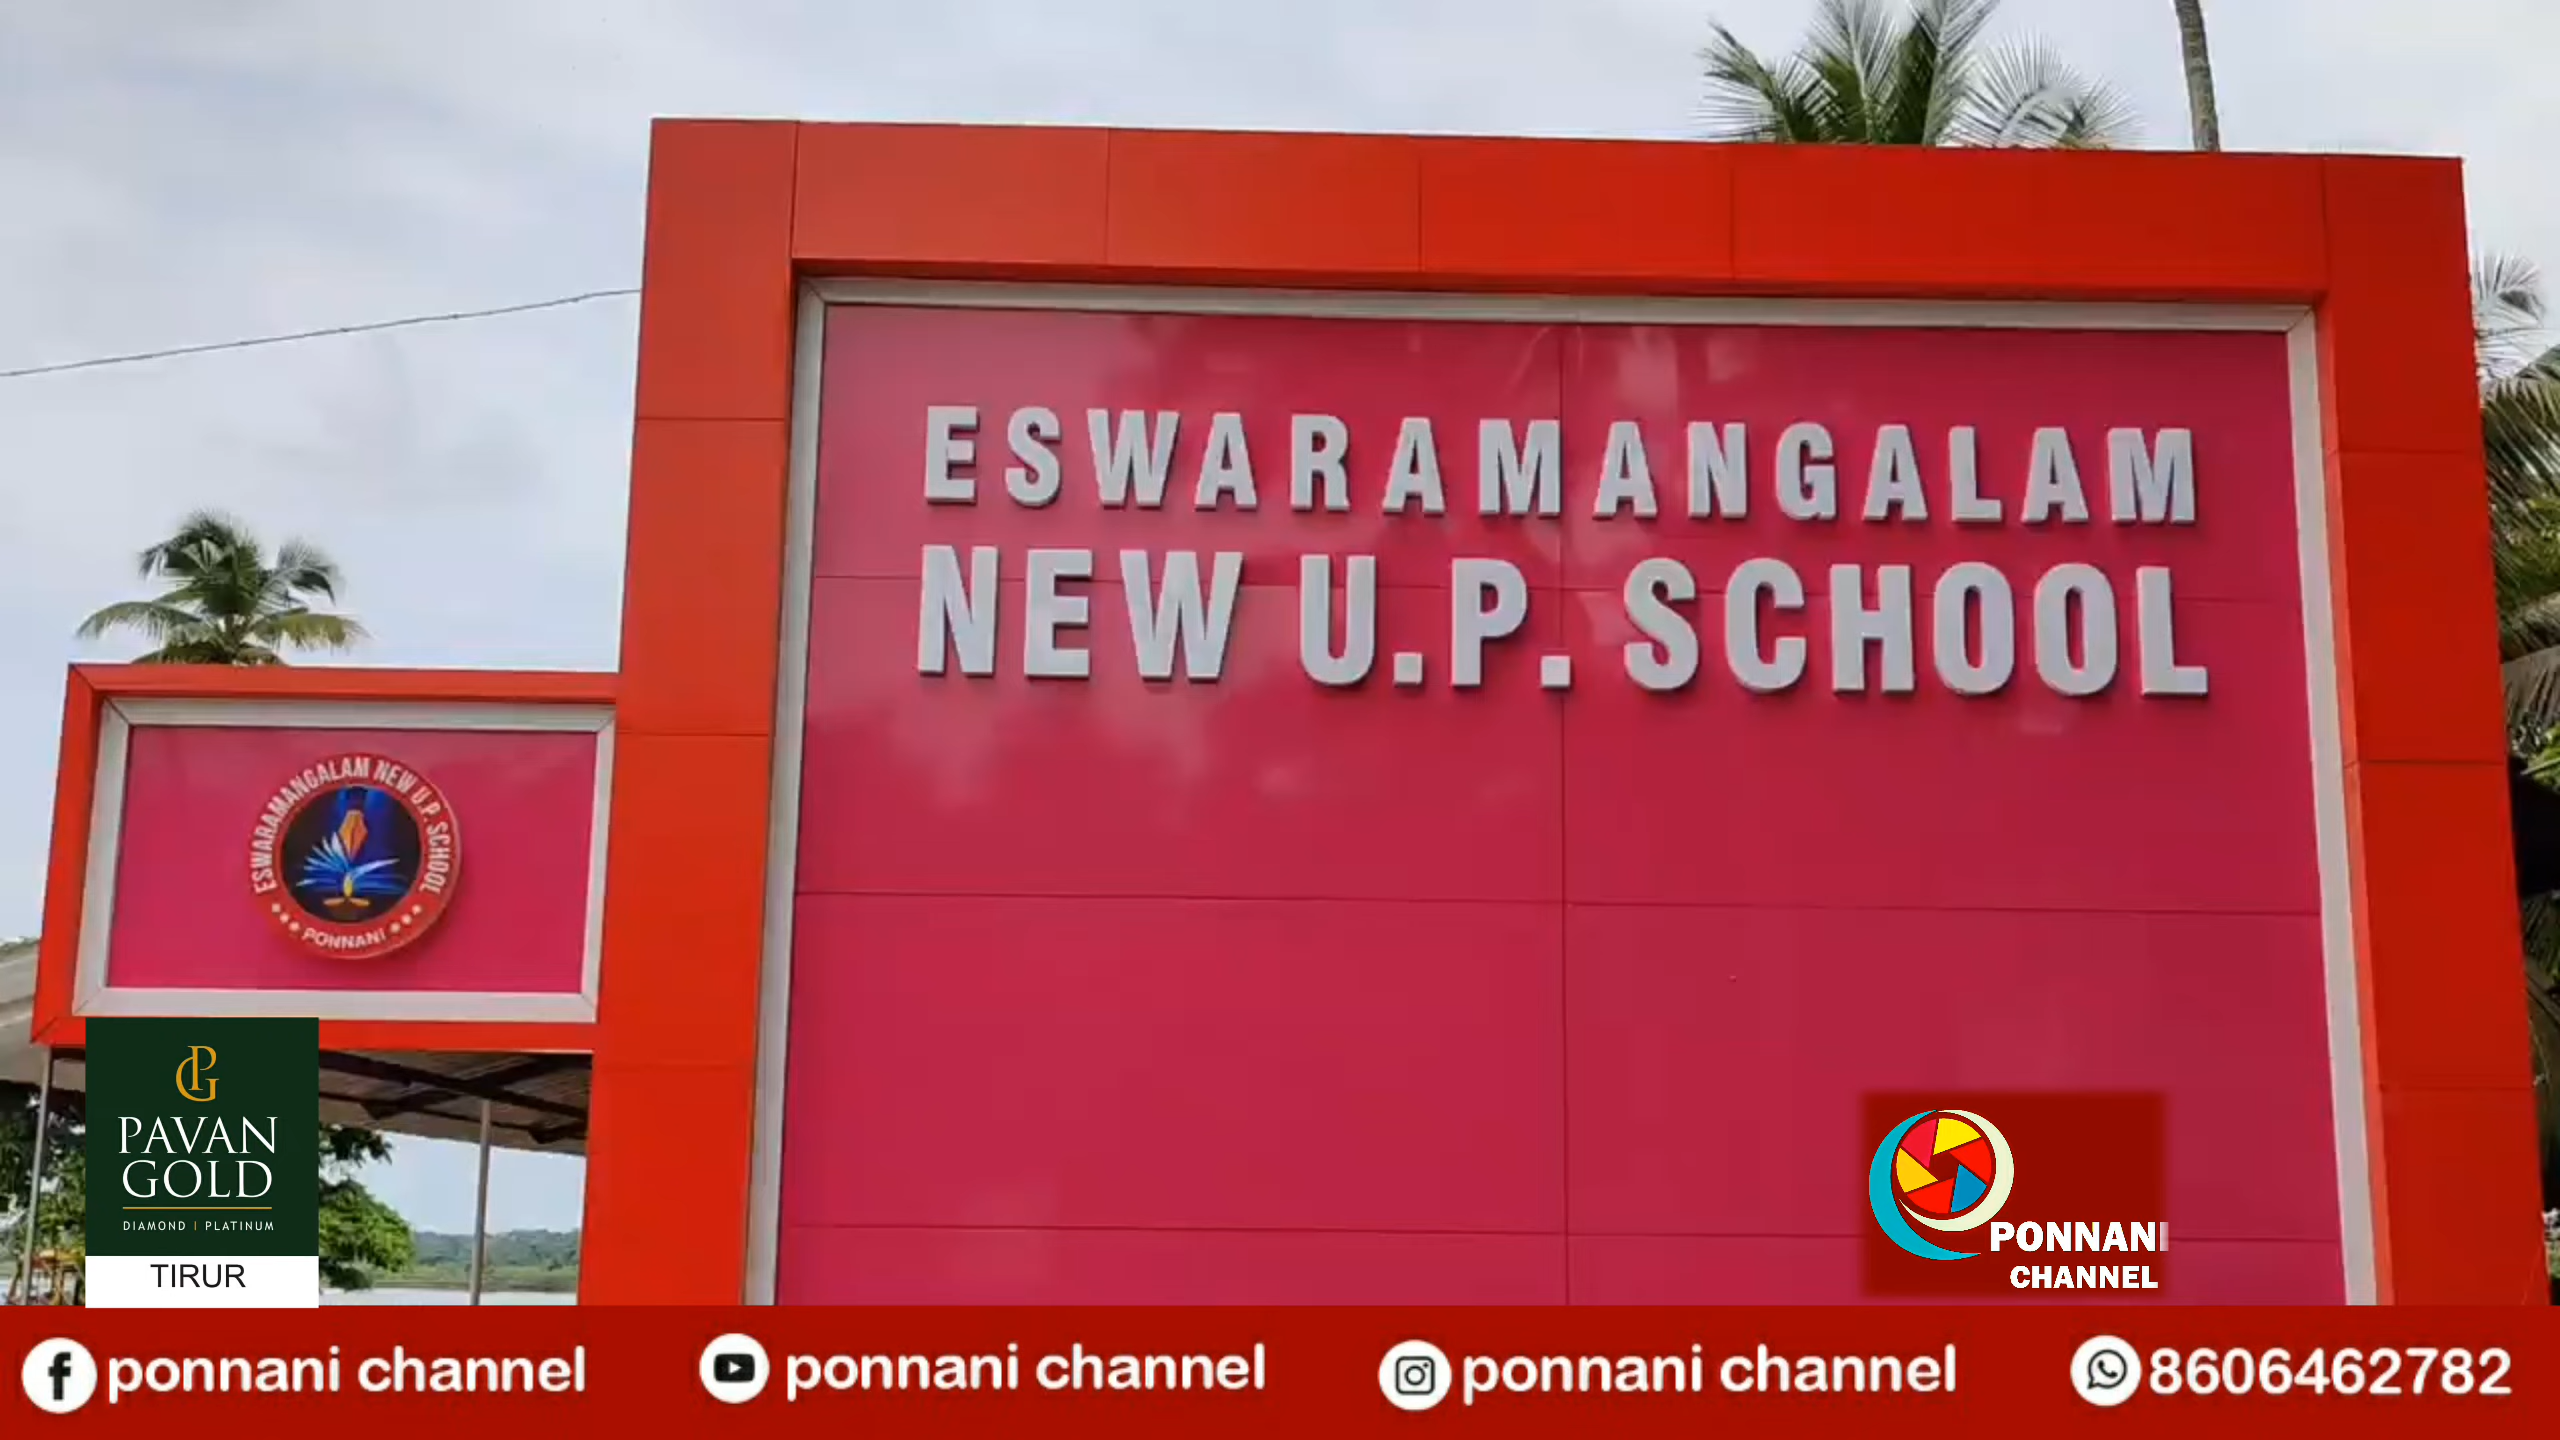 ESWARAMANGALAM
NEW U.P. SCHOOL
ESWARAMANGALAM NEW U.P. SCHOOL
PONNANI
PG
PAVAN
GOLD
DIAMOND | PLATINUM
TIRUR
PONNANI
CHANNEL
ponnani channel
ponnani channel
ponnani channel
8606462782